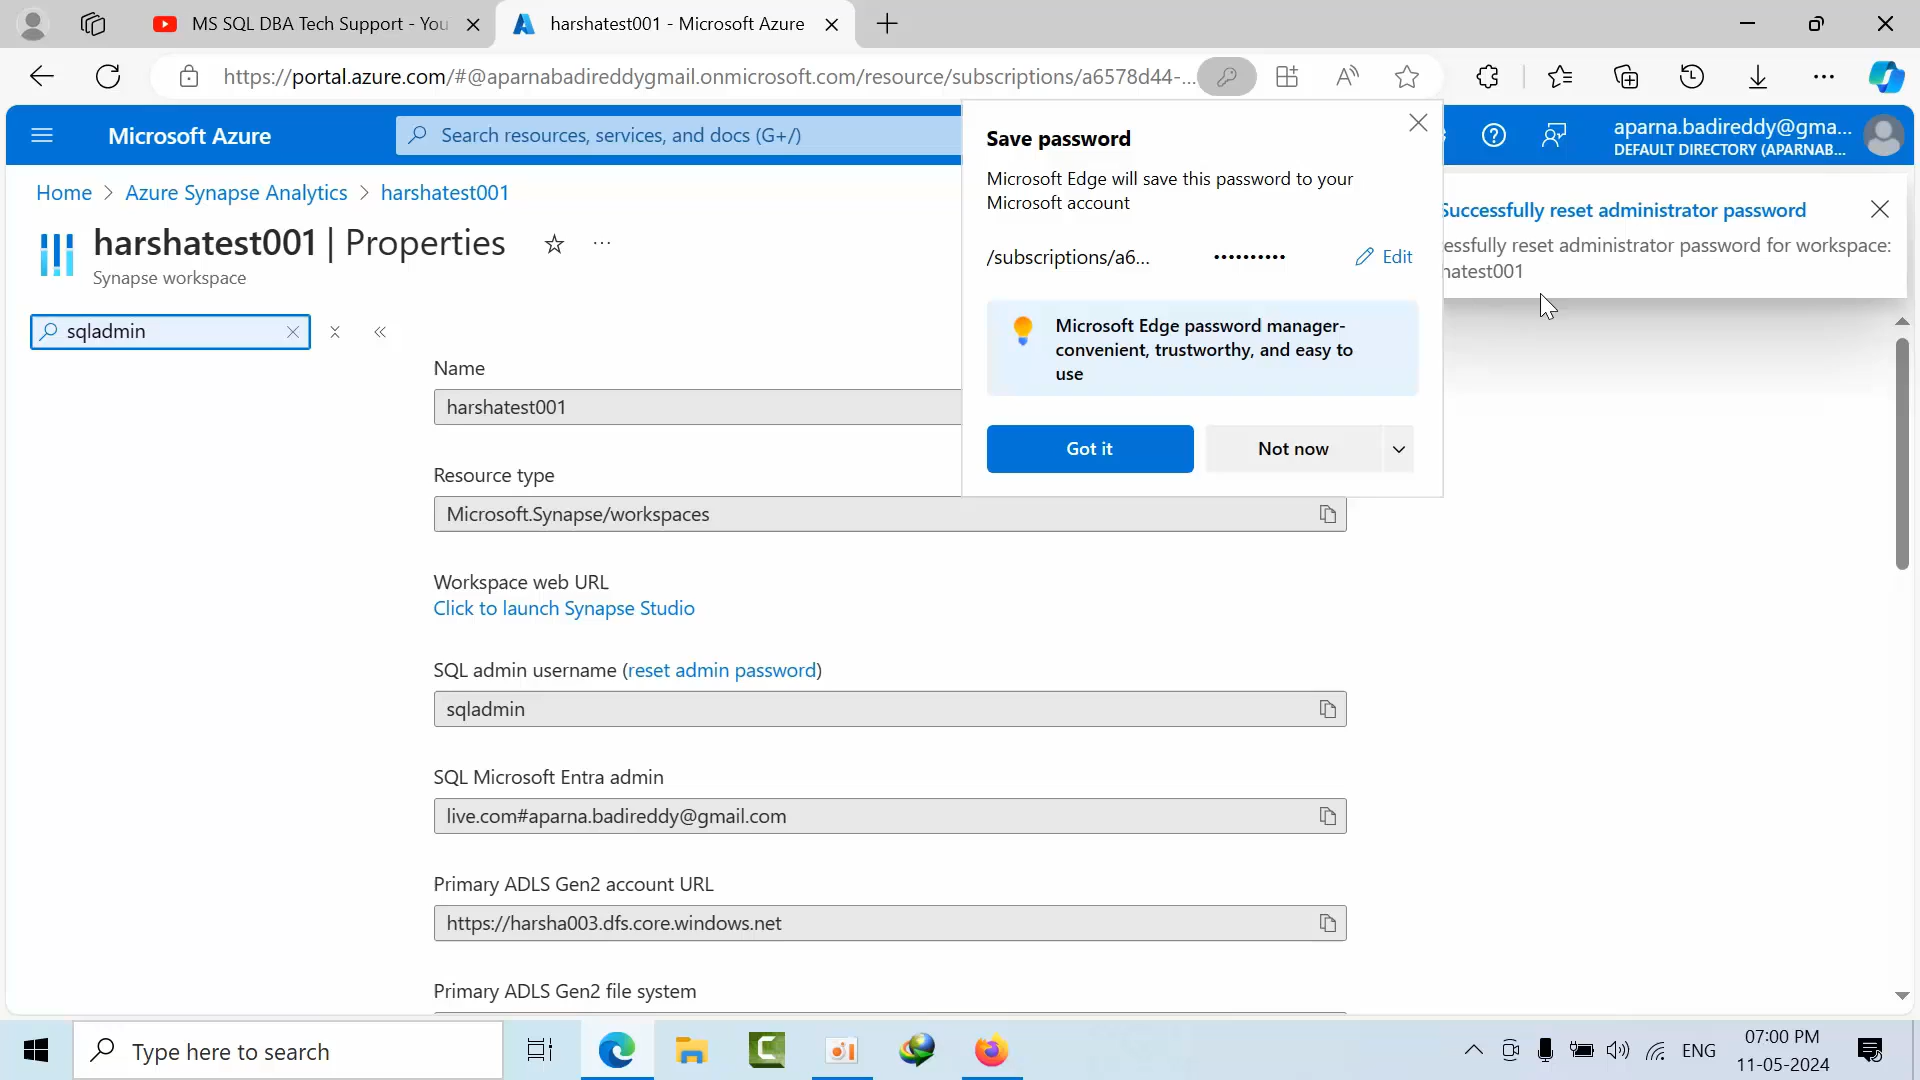 MS SQL DBA Tech Support - You
harshatest001 - Microsoft Azure
https://portal.azure.com/#@aparnabadireddygmail.onmicrosoft.com/resource/subscriptions/a6578d44-...
Microsoft Azure
Search resources, services, and docs (G+/)
aparna.badireddy@gma...
DEFAULT DIRECTORY (APARNAB...
Home > Azure Synapse Analytics > harshatest001
harshatest001 | Properties
Synapse workspace
sqladmin
Save password
Microsoft Edge will save this password to your
Microsoft account
/subscriptions/a6...
••••••••••
Edit
Microsoft Edge password manager-
convenient, trustworthy, and easy to
use
Got it
Not now
Successfully reset administrator password
essfully reset administrator password for workspace:
hatest001
Name
harshatest001
Resource type
Microsoft.Synapse/workspaces
Workspace web URL
Click to launch Synapse Studio
SQL admin username (reset admin password)
sqladmin
SQL Microsoft Entra admin
live.com#aparna.badireddy@gmail.com
Primary ADLS Gen2 account URL
https://harsha003.dfs.core.windows.net
Primary ADLS Gen2 file system
Type here to search
ENG
07:00 PM
11-05-2024